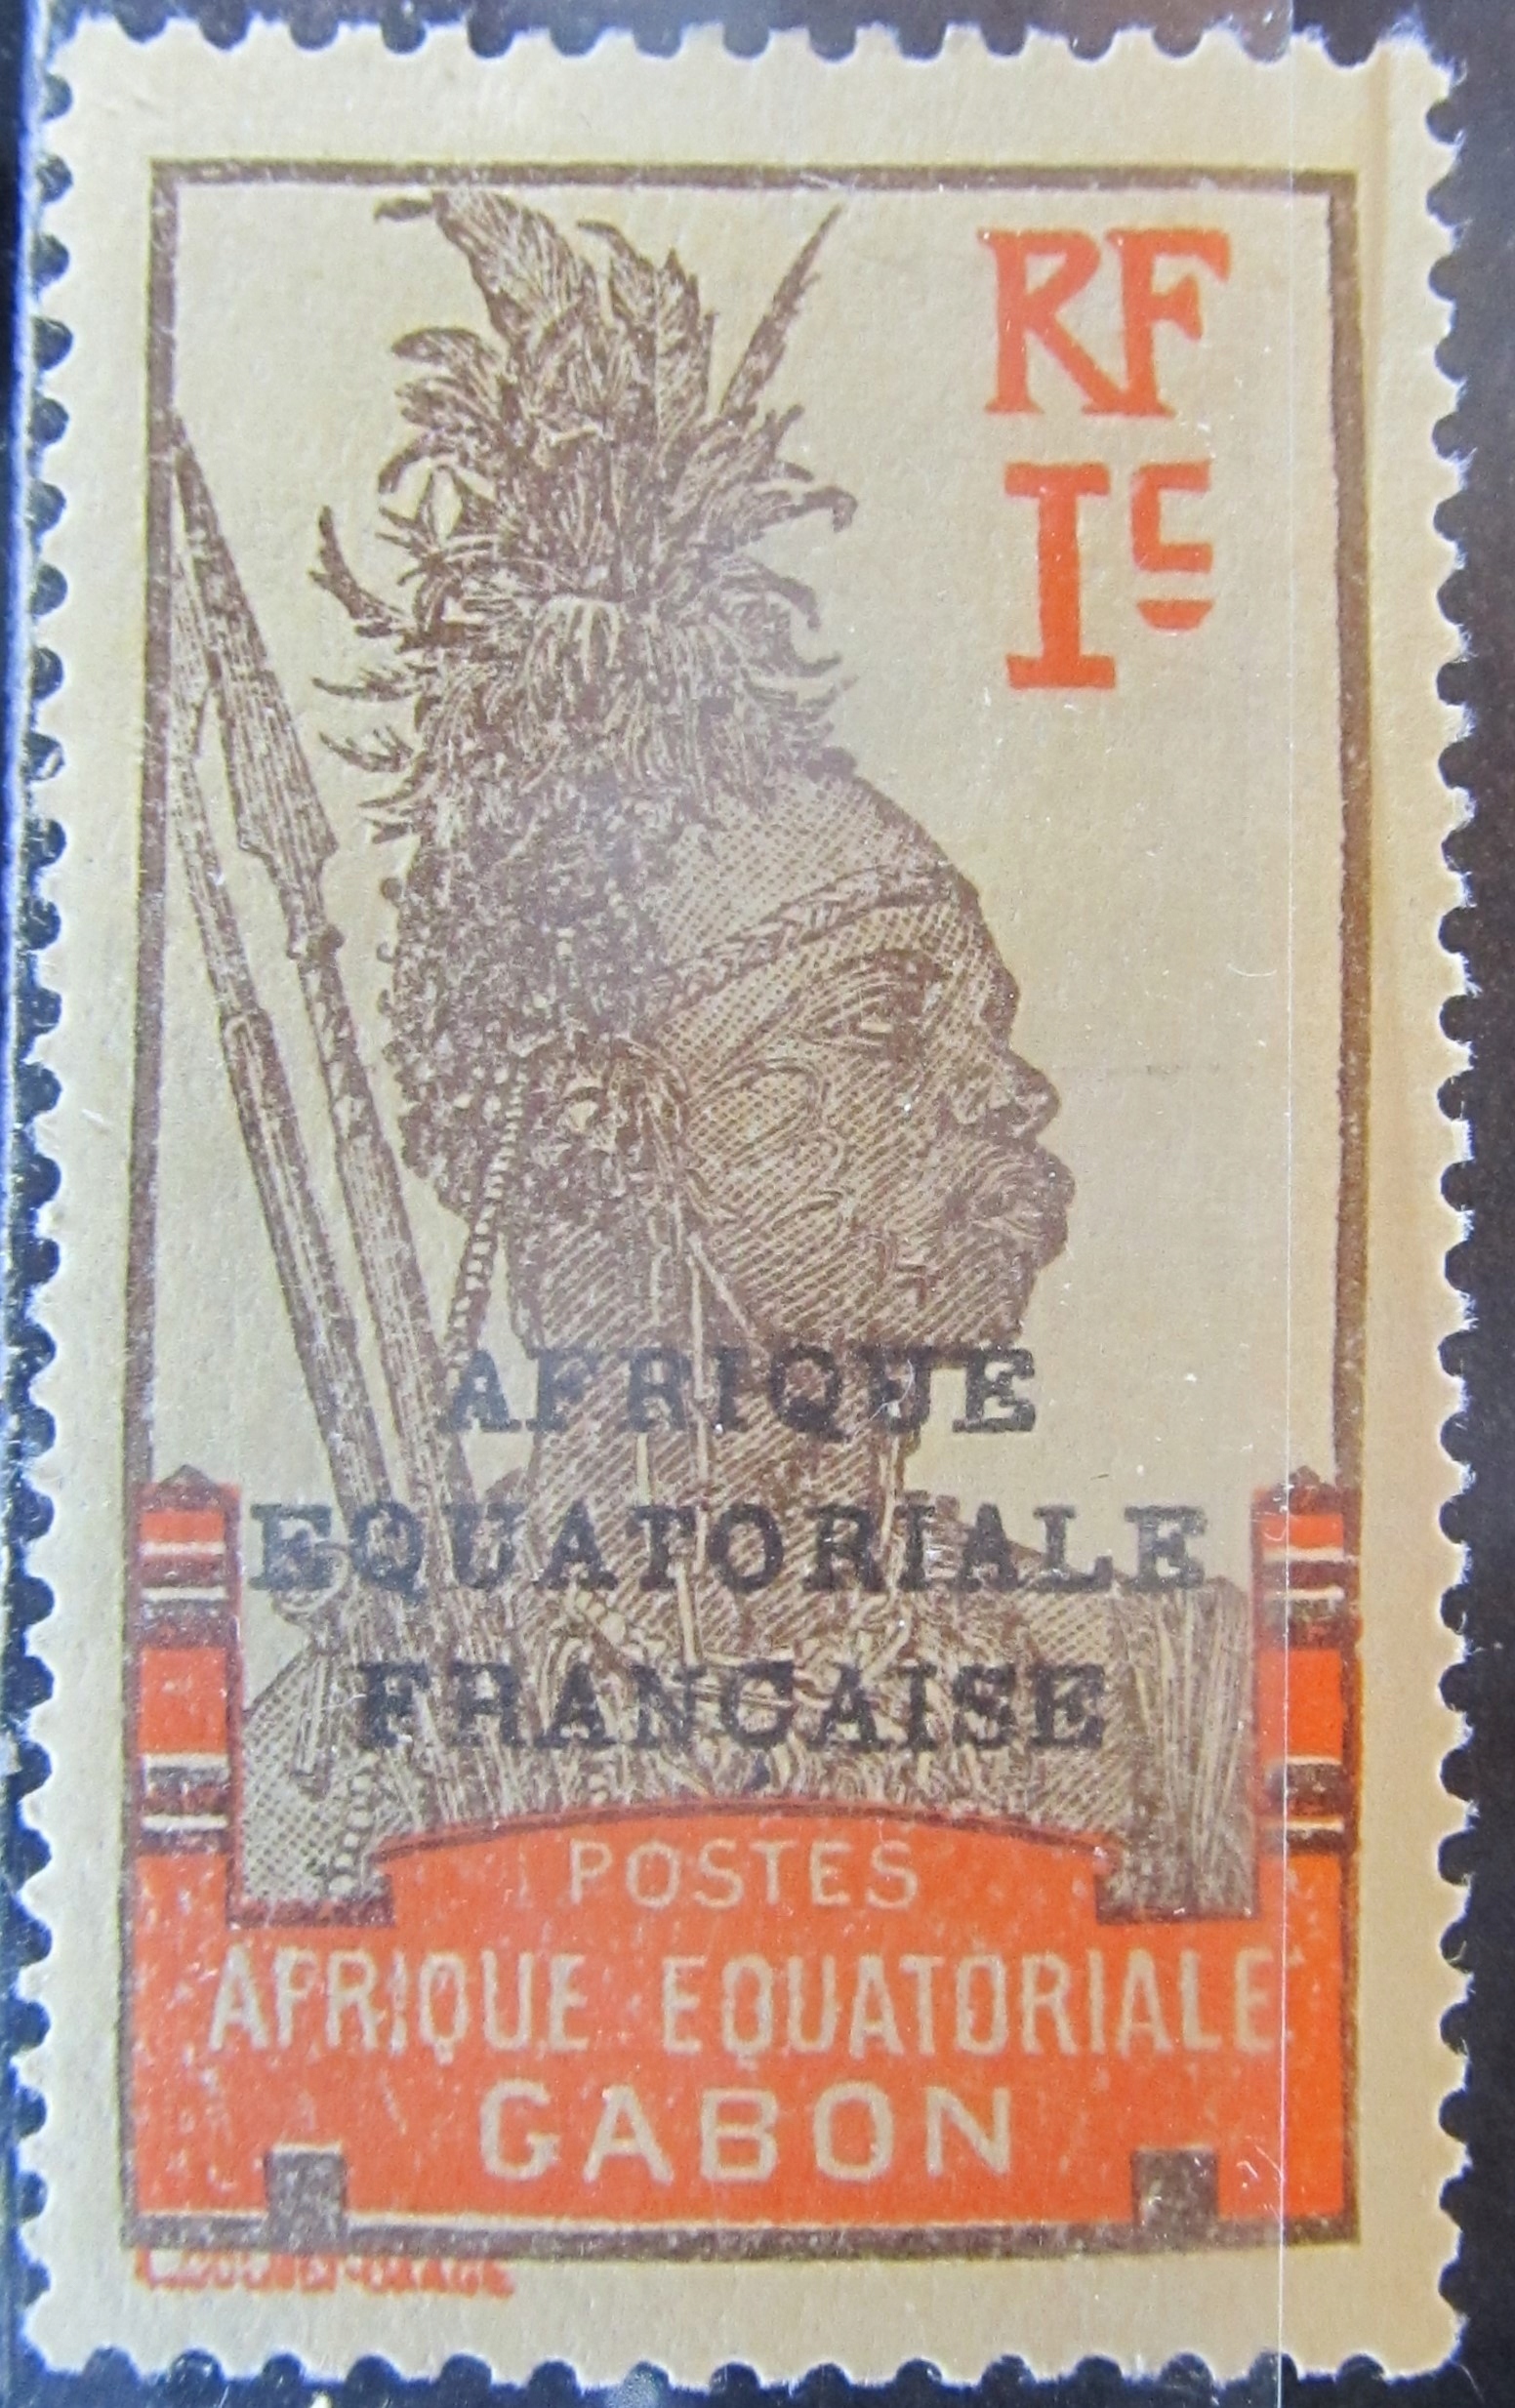 RF
1c
AFRIQUE
EQUATORIALE
FRANÇAISE
POSTES
AFRIQUE EQUATORIALE
GABON